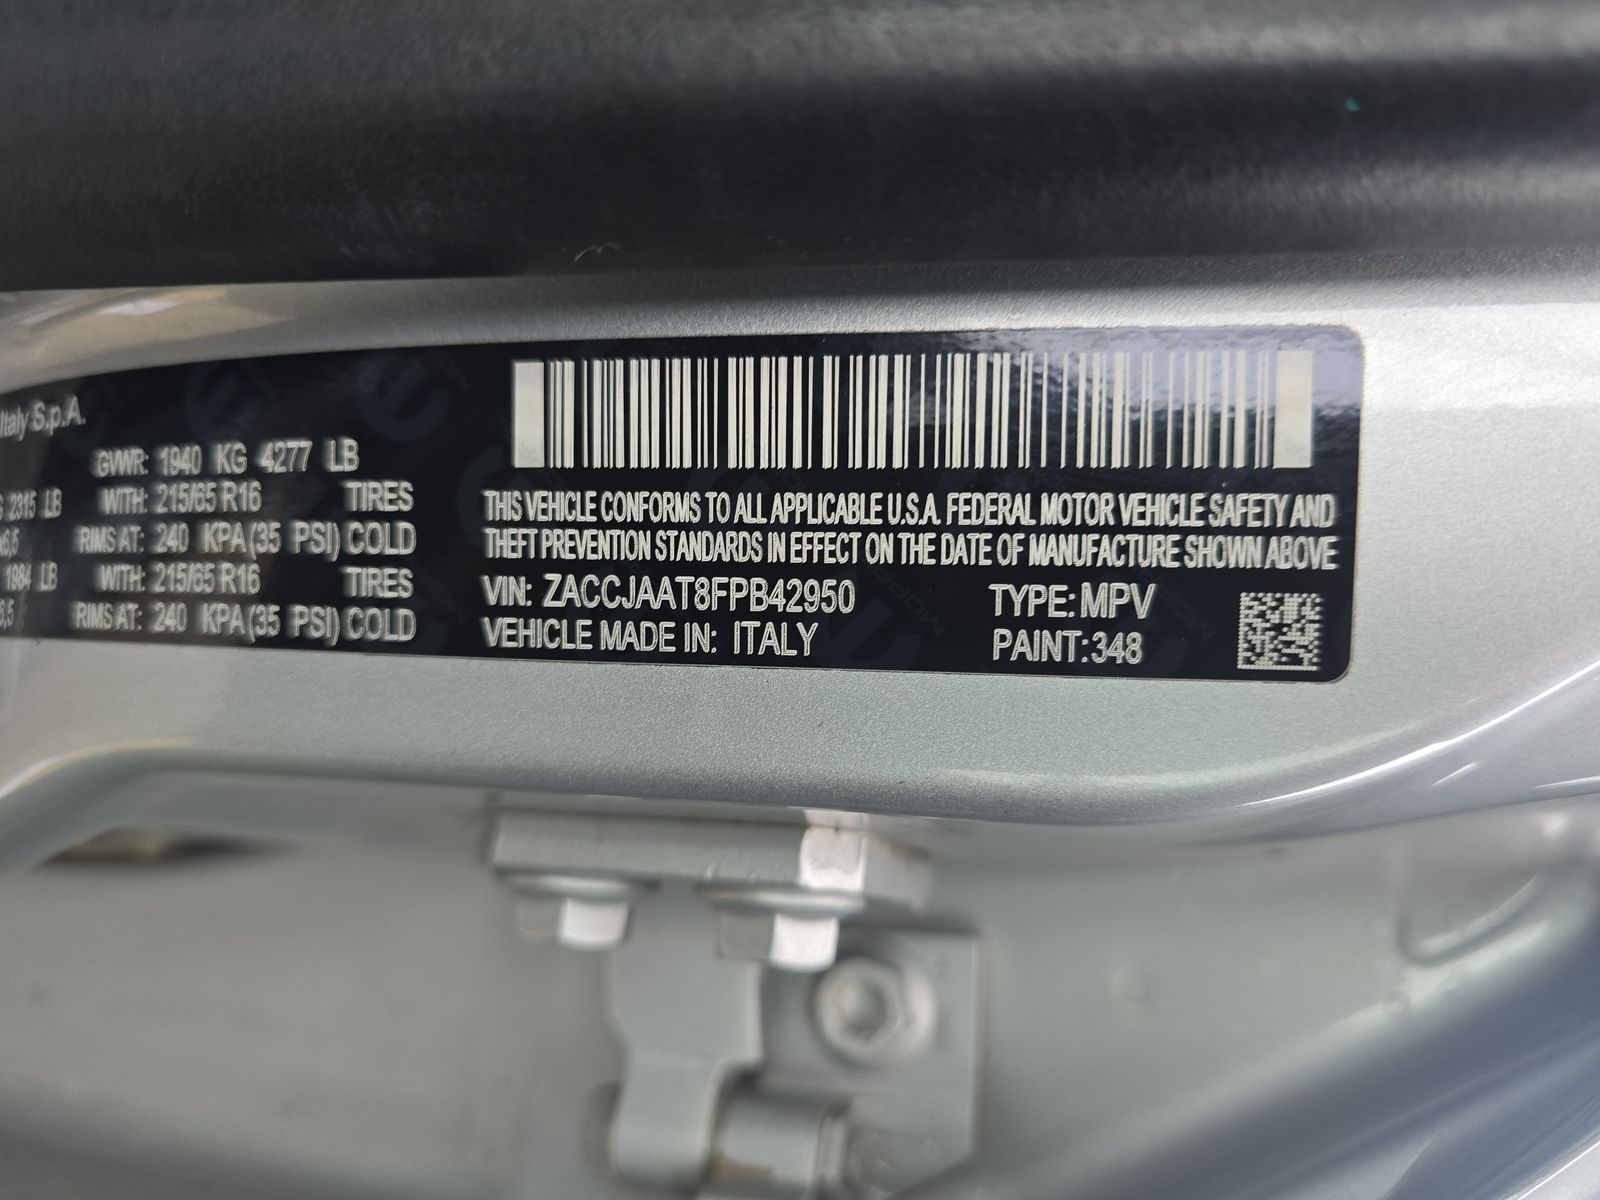 Italy S.p.A.
GVWR: 1940 KG 4277 LB
2315 LB WITH: 215/65 R16 TIRES
RIMS AT: 240 KPA(35 PSI) COLD
1984 LB WITH: 215/65 R16 TIRES
RIMS AT: 240 KPA(35 PSI) COLD
THIS VEHICLE CONFORMS TO ALL APPLICABLE U.S.A. FEDERAL MOTOR VEHICLE SAFETY AND
THEFT PREVENTION STANDARDS IN EFFECT ON THE DATE OF MANUFACTURE SHOWN ABOVE
VIN: ZACCJAAT8FPB42950 TYPE: MPV
VEHICLE MADE IN: ITALY PAINT:348